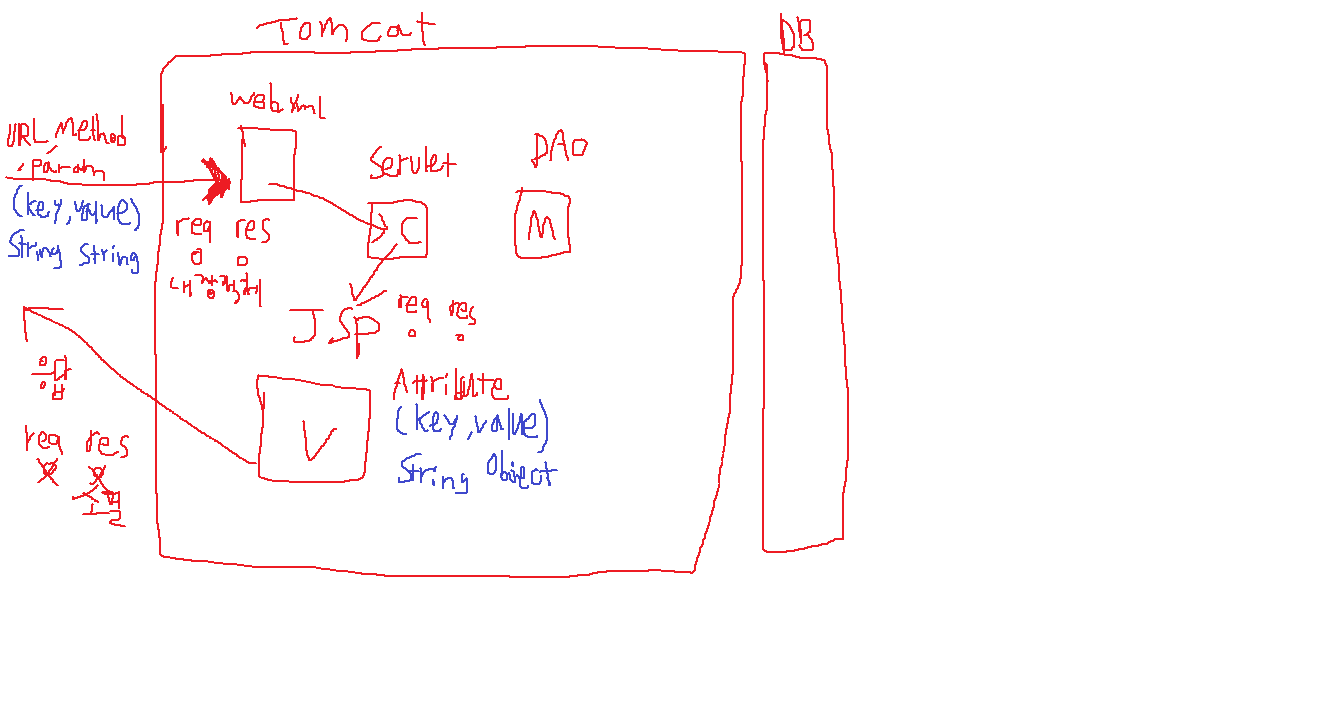 Tomcat
DB
web.xml
URL, Method
, param
(key, value)
String String
Servlet
DAO
C
M
req res
내부객체
JSP
req res
응답
V
Attribute
(key, value)
String Object
req res
소멸